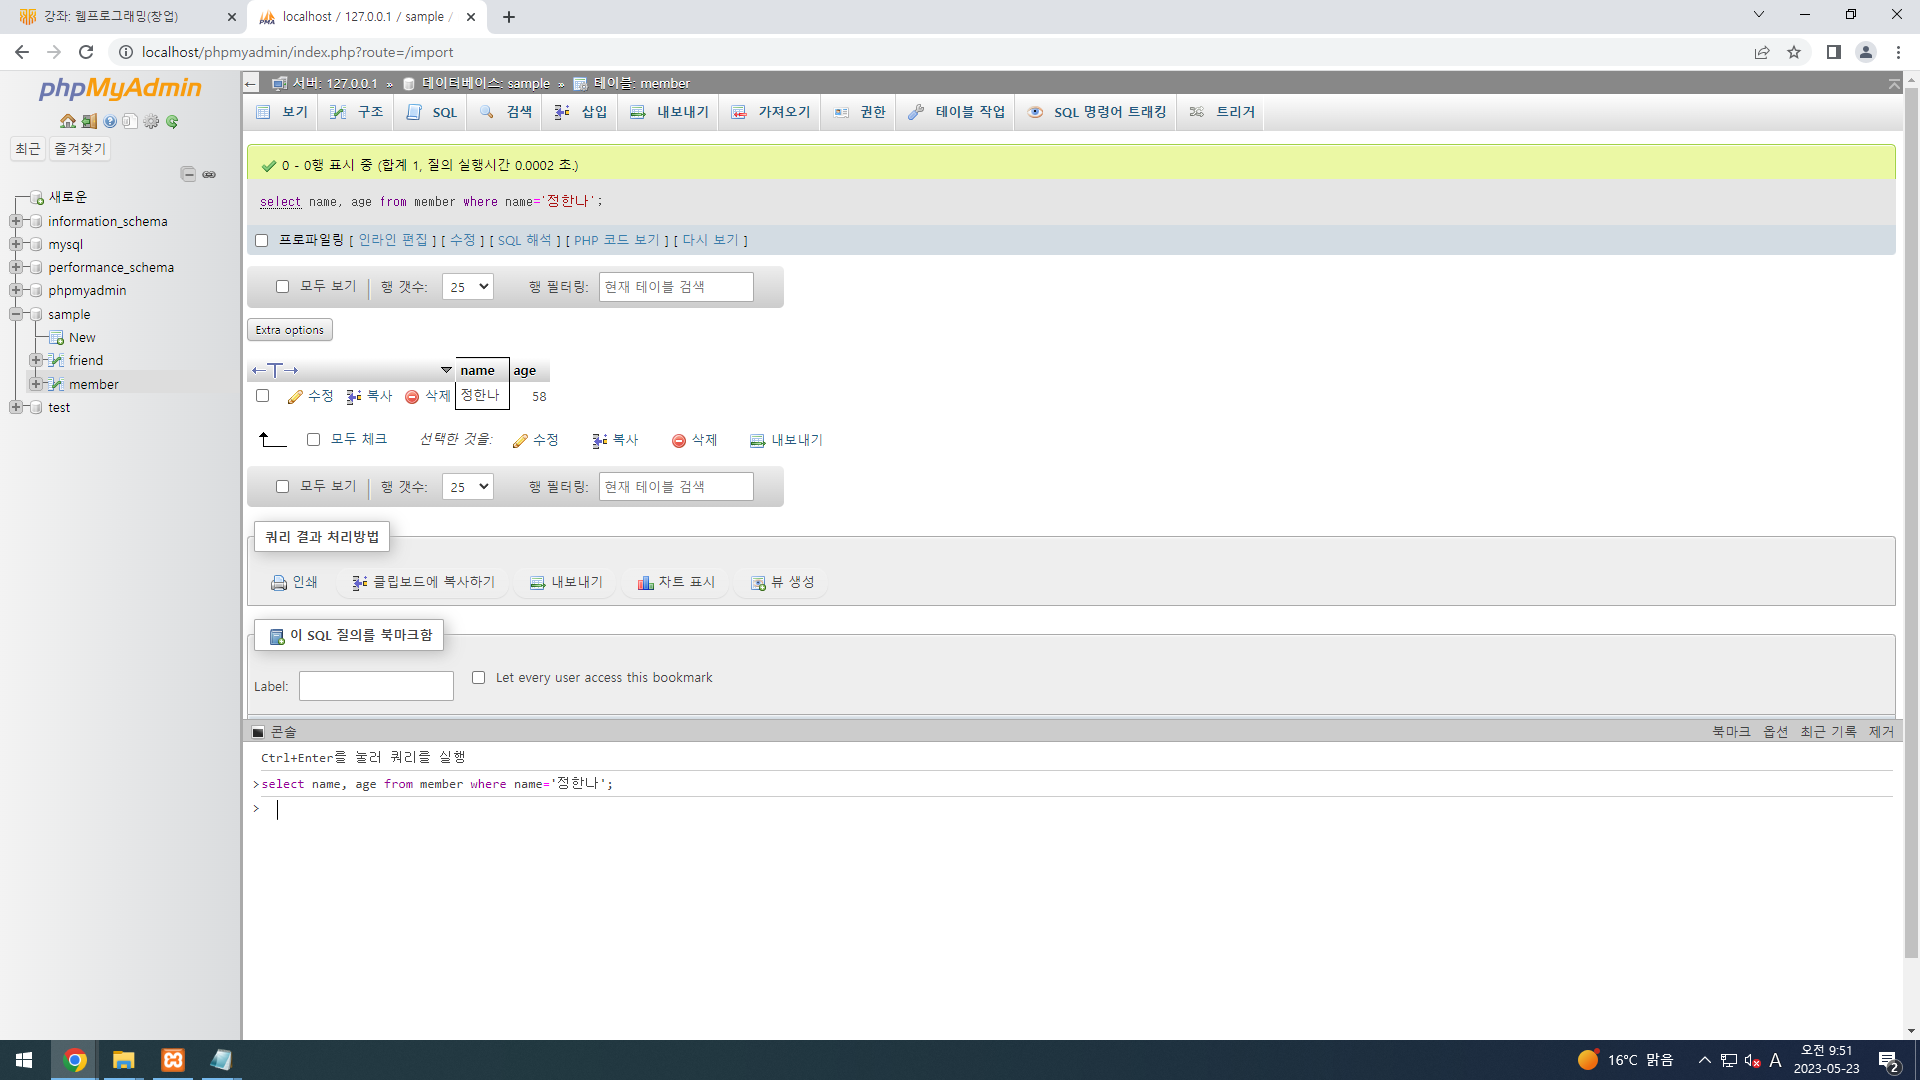 강좌: 웹프로그래밍(창업)
localhost / 127.0.0.1 / sample /
localhost/phpmyadmin/index.php?route=/import
phpMyAdmin
최근 즐겨찾기
새로운
information_schema
mysql
performance_schema
phpmyadmin
sample
New
friend
member
test
서버: 127.0.0.1 » 데이터베이스: sample » 테이블: member
보기 구조 SQL 검색 삽입 내보내기 가져오기 권한 테이블 작업 SQL 명령어 트래킹 트리거
0 - 0행 표시 중 (합계 1, 질의 실행시간 0.0002 초.)
select name, age from member where name='정한나';
프로파일링 [ 인라인 편집 ] [ 수정 ] [ SQL 해석 ] [ PHP 코드 보기 ] [ 다시 보기 ]
모두 보기 행 갯수: 25 행 필터링: 현재 테이블 검색
Extra options
name age
수정 복사 삭제 정한나 58
모두 체크 선택한 것을: 수정 복사 삭제 내보내기
모두 보기 행 갯수: 25 행 필터링: 현재 테이블 검색
쿼리 결과 처리방법
인쇄 클립보드에 복사하기 내보내기 차트 표시 뷰 생성
이 SQL 질의를 북마크함
Label: Let every user access this bookmark
콘솔 북마크 옵션 최근 기록 제거
Ctrl+Enter를 눌러 쿼리를 실행
>select name, age from member where name='정한나';
>
16°C 맑음 A 오전 9:51
2023-05-23 2